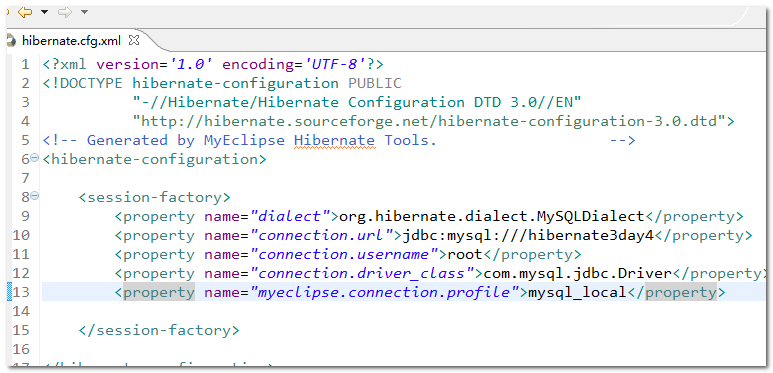 hibernate.cfg.xml
1 <?xml version='1.0' encoding='UTF-8'?>
2 <!DOCTYPE hibernate-configuration PUBLIC
3 "-//Hibernate/Hibernate Configuration DTD 3.0//EN"
4 "http://hibernate.sourceforge.net/hibernate-configuration-3.0.dtd">
5 <!-- Generated by MyEclipse Hibernate Tools. -->
6 <hibernate-configuration>
7
8 <session-factory>
9 <property name="dialect">org.hibernate.dialect.MySQLDialect</property>
10 <property name="connection.url">jdbc:mysql:///hibernate3day4</property>
11 <property name="connection.username">root</property>
12 <property name="connection.driver_class">com.mysql.jdbc.Driver</property>
13 <property name="myeclipse.connection.profile">mysql_local</property>
14
15 </session-factory>
16